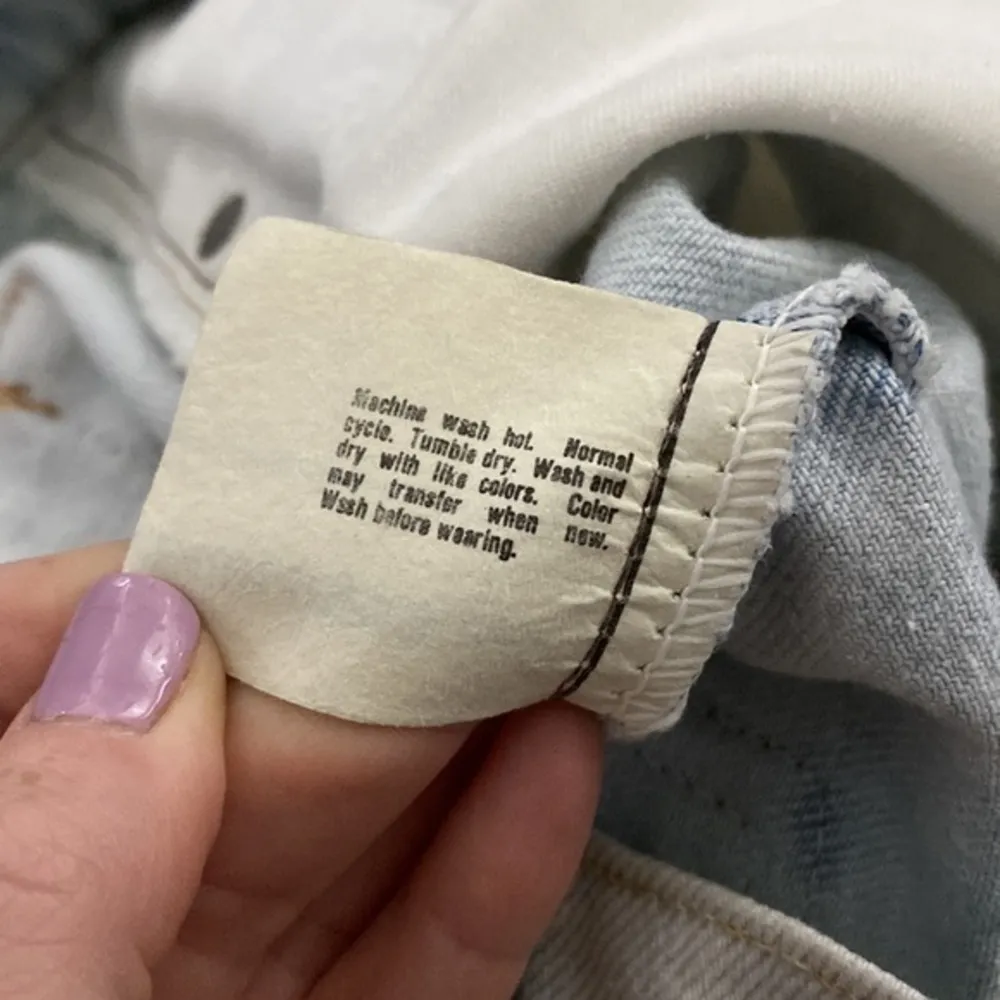 Machine wash hot. Normal
cycle. Tumble dry. Wash and
dry with like colors. Color
may transfer when new.
Wash before wearing.